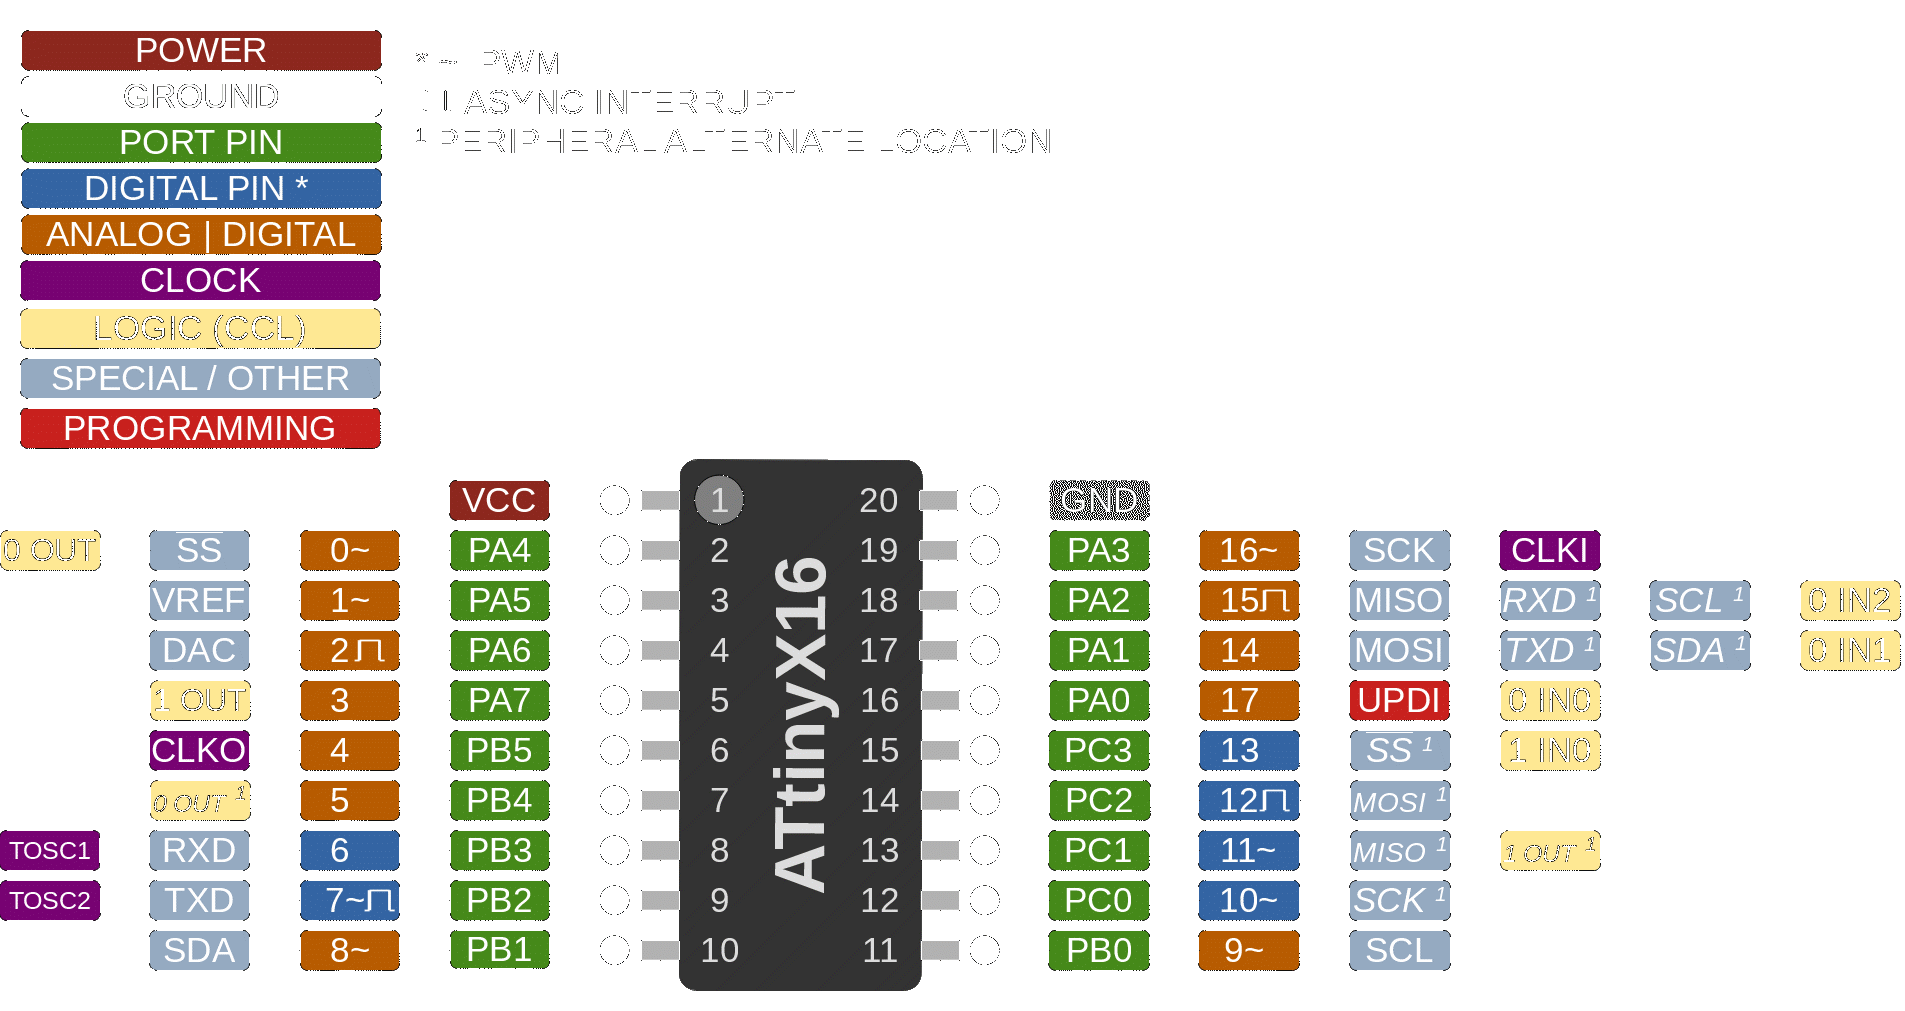 POWER
GROUND
PORT PIN
DIGITAL PIN *
ANALOG | DIGITAL
CLOCK
LOGIC (CCL)
SPECIAL / OTHER
PROGRAMMING
* ~ PWM
ASYNC INTERRUPT
¹ PERIPHERAL ALTERNATE LOCATION
VCC 1 20 GND
0 OUT SS 0~ PA4 2 19 PA3 16~ SCK CLKI
VREF 1~ PA5 3 18 PA2 15 MISO RXD ¹ SCL ¹ 0 IN2
DAC 2 PA6 4 17 PA1 14 MOSI TXD ¹ SDA ¹ 0 IN1
1 OUT 3 PA7 5 16 PA0 17 UPDI 0 IN0
CLKO 4 PB5 6 15 PC3 13 SS ¹ 1 IN0
0 OUT ¹ 5 PB4 7 14 PC2 12 MOSI ¹
TOSC1 RXD 6 PB3 8 13 PC1 11~ MISO ¹ 1 OUT ¹
TOSC2 TXD 7~ PB2 9 12 PC0 10~ SCK ¹
SDA 8~ PB1 10 11 PB0 9~ SCL
ATtinyX16